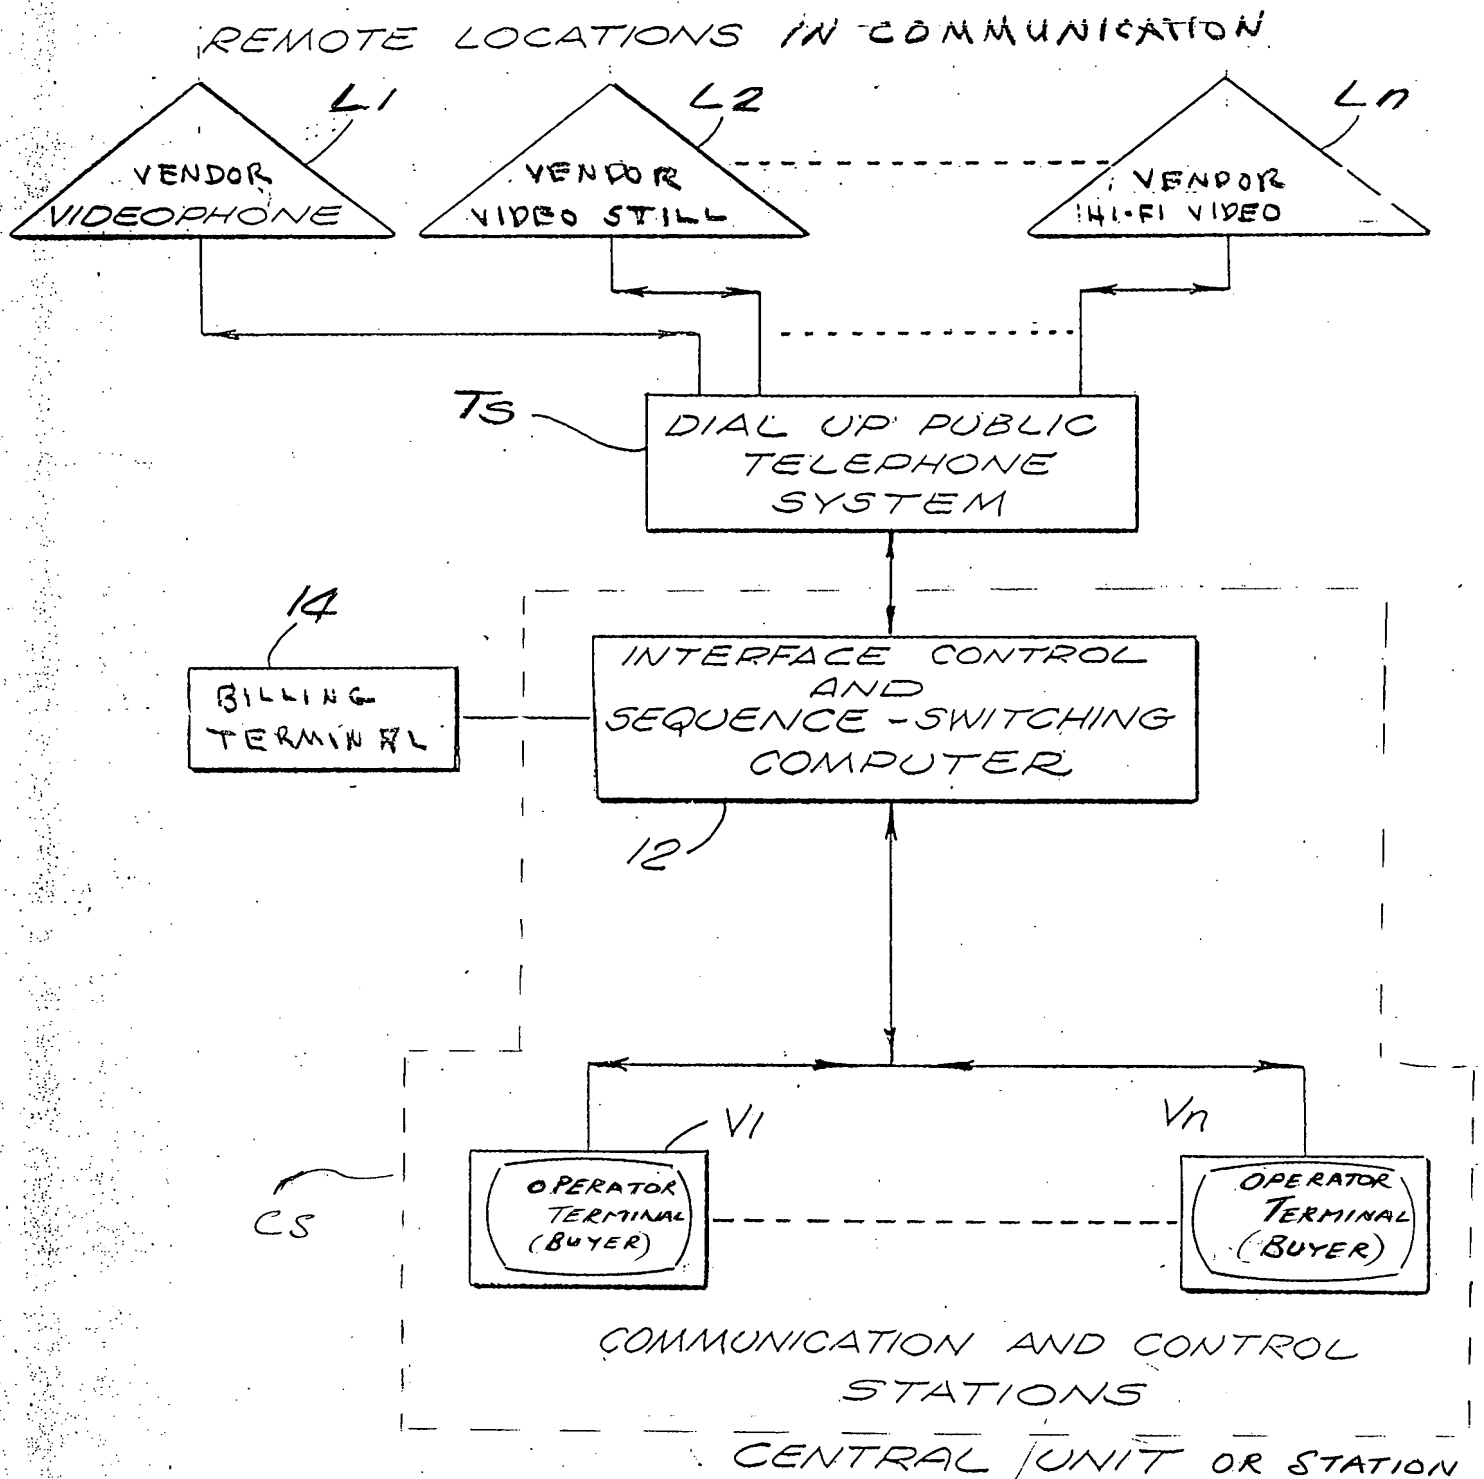 REMOTE LOCATIONS IN COMMUNICATION
L1
L2
Ln
VENDOR
VIDEOPHONE
VENDOR
VIDEO STILL
VENDOR
HI-FI VIDEO
TS
DIAL UP PUBLIC
TELEPHONE
SYSTEM
14
BILLING
TERMINAL
INTERFACE CONTROL
AND
SEQUENCE-SWITCHING
COMPUTER
12
V1
Vn
CS
OPERATOR
TERMINAL
(BUYER)
OPERATOR
TERMINAL
(BUYER)
COMMUNICATION AND CONTROL
STATIONS
CENTRAL UNIT OR STATION